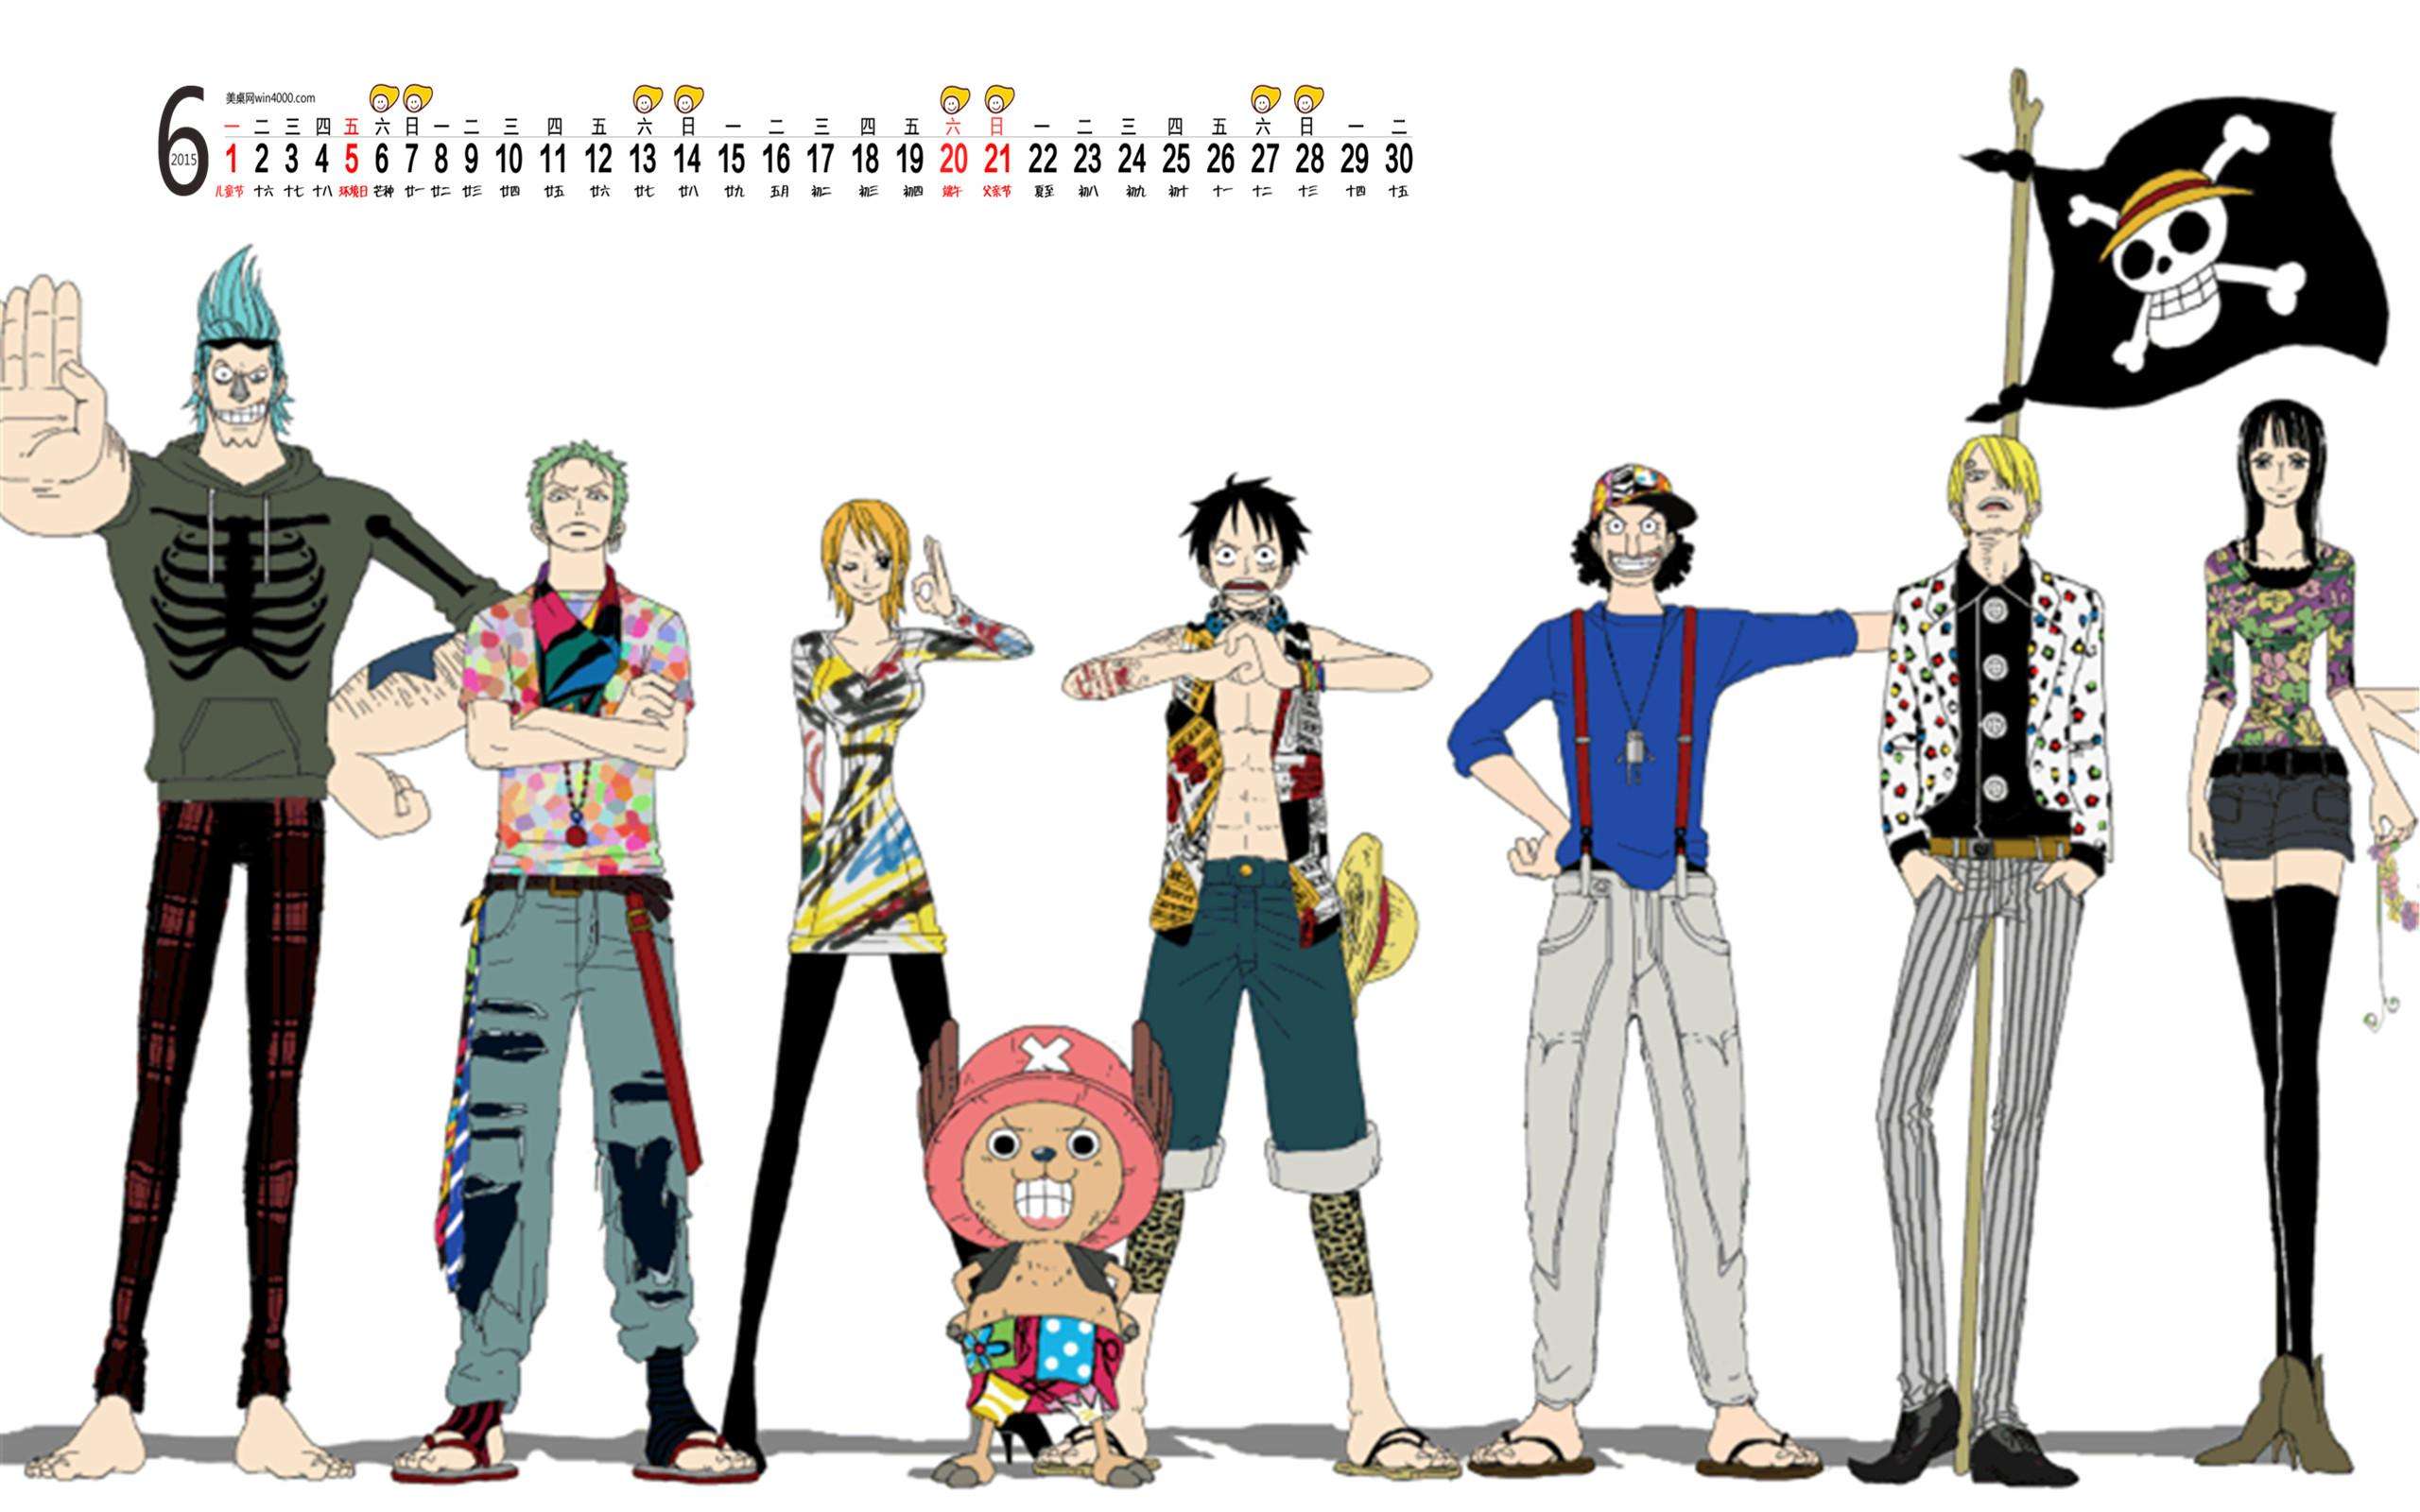 6
2015
美桌网win4000.com
一 二 三 四 五 六 日 一 二 三 四 五 六 日 一 二 三 四 五 六 日 一 二 三 四 五 六 日 一 二
1 2 3 4 5 6 7 8 9 10 11 12 13 14 15 16 17 18 19 20 21 22 23 24 25 26 27 28 29 30
儿童节 十六 十七 十八 环境日 芒种 廿一 廿二 廿三 廿四 廿五 廿六 廿七 廿八 廿九 五月 初二 初三 初四 端午 父亲节 夏至 初八 初九 初十 十一 十二 十三 十四 十五